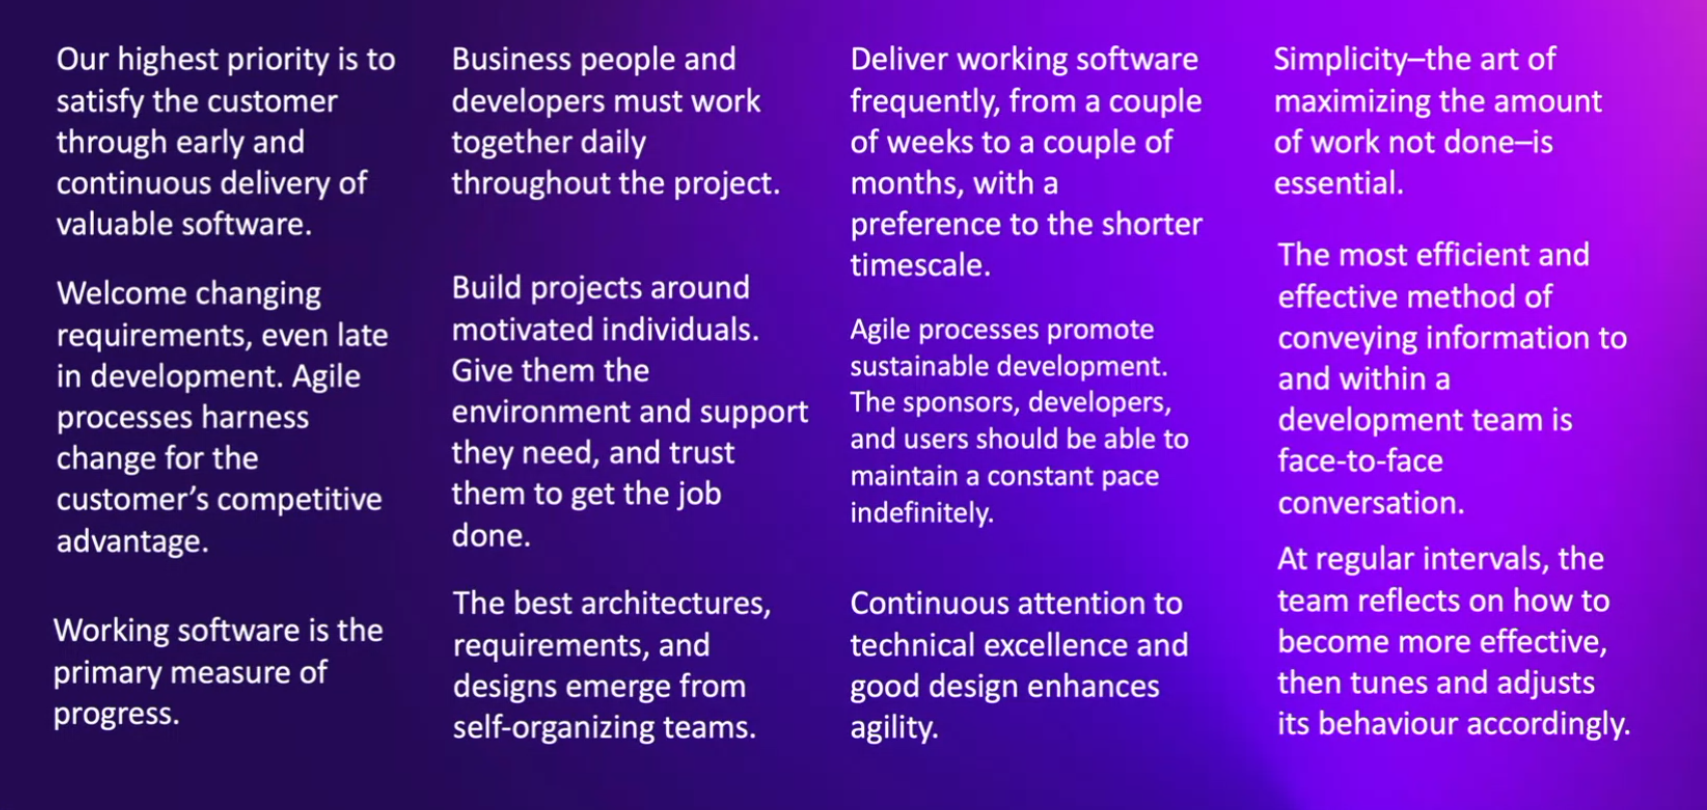 Our highest priority is to
satisfy the customer
through early and
continuous delivery of
valuable software.
Welcome changing
requirements, even late
in development. Agile
processes harness
change for the
customer’s competitive
advantage.
Working software is the
primary measure of
progress.
Business people and
developers must work
together daily
throughout the project.
Build projects around
motivated individuals.
Give them the
environment and support
they need, and trust
them to get the job
done.
The best architectures,
requirements, and
designs emerge from
self-organizing teams.
Deliver working software
frequently, from a couple
of weeks to a couple of
months, with a
preference to the shorter
timescale.
Agile processes promote
sustainable development.
The sponsors, developers,
and users should be able to
maintain a constant pace
indefinitely.
Continuous attention to
technical excellence and
good design enhances
agility.
Simplicity–the art of
maximizing the amount
of work not done–is
essential.
The most efficient and
effective method of
conveying information to
and within a
development team is
face-to-face
conversation.
At regular intervals, the
team reflects on how to
become more effective,
then tunes and adjusts
its behaviour accordingly.